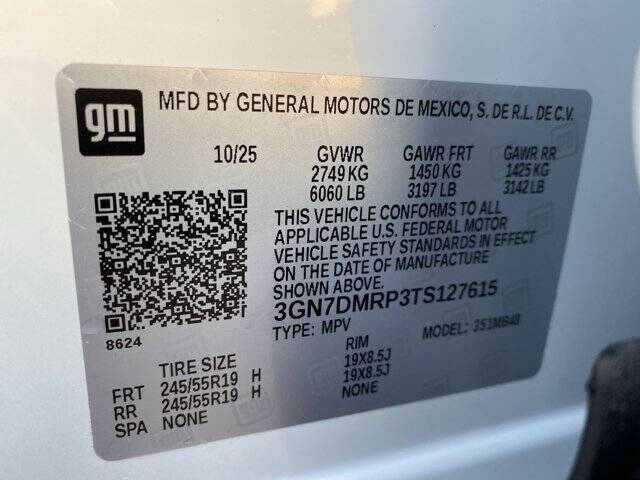 gm
MFD BY GENERAL MOTORS DE MEXICO, S. DE R.L. DE C.V.
10/25 GVWR GAWR FRT GAWR RR
2749 KG 1450 KG 1425 KG
6060 LB 3197 LB 3142 LB
THIS VEHICLE CONFORMS TO ALL
APPLICABLE U.S. FEDERAL MOTOR
VEHICLE SAFETY STANDARDS IN EFFECT
ON THE DATE OF MANUFACTURE
SHOWN ABOVE
3GN7DMRP3TS127615
TYPE: MPV MODEL: 351MB48
8624
TIRE SIZE RIM
FRT 245/55R19 H 19X8.5J
RR 245/55R19 H 19X8.5J
SPA NONE NONE